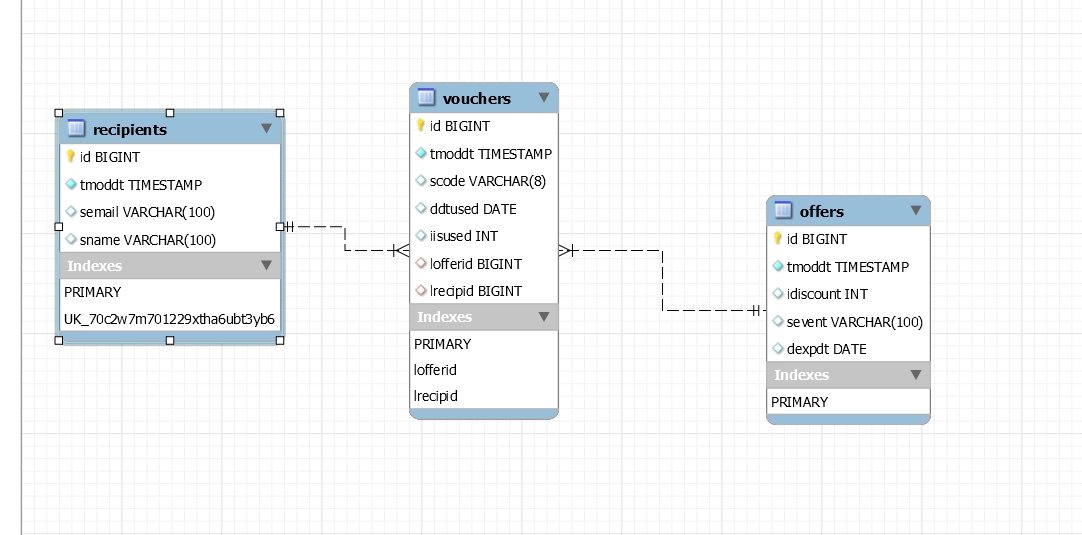 recipients
id BIGINT
tmoddt TIMESTAMP
semail VARCHAR(100)
sname VARCHAR(100)
Indexes
PRIMARY
UK_70c2w7m701229xtha6ubt3yb6
vouchers
id BIGINT
tmoddt TIMESTAMP
scode VARCHAR(8)
ddtused DATE
iisused INT
lofferid BIGINT
lrecipid BIGINT
Indexes
PRIMARY
lofferid
lrecipid
offers
id BIGINT
tmoddt TIMESTAMP
idiscount INT
sevent VARCHAR(100)
dexpdt DATE
Indexes
PRIMARY